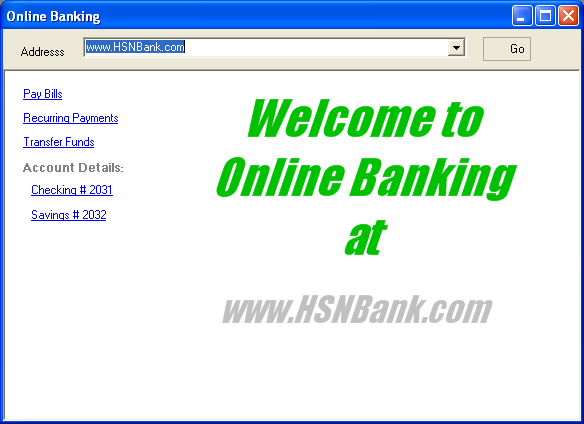 Online Banking
Addresss www.HSNBank.com Go
Pay Bills
Recurring Payments
Transfer Funds
Account Details:
Checking # 2031
Savings # 2032
Welcome to
Online Banking
at
www.HSNBank.com